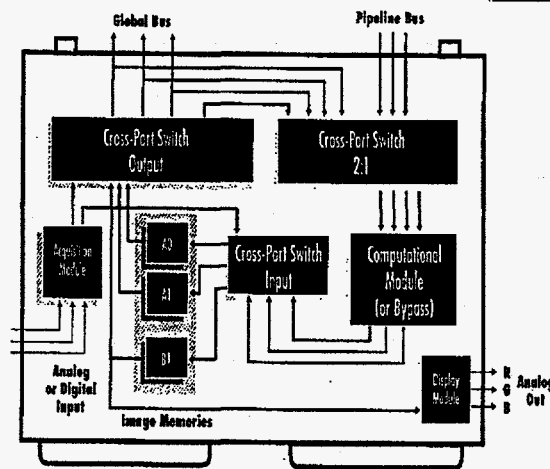 Global Bus
Pipeline Bus
Cross-Port Switch
Output
Cross-Port Switch
2:1
Acquisition
Module
A0
A1
B1
Cross-Port Switch
Input
Computational
Module
(or Bypass)
Analog
or Digital
Input
Image Memories
Display
Module
R
G
B
Analog
Out